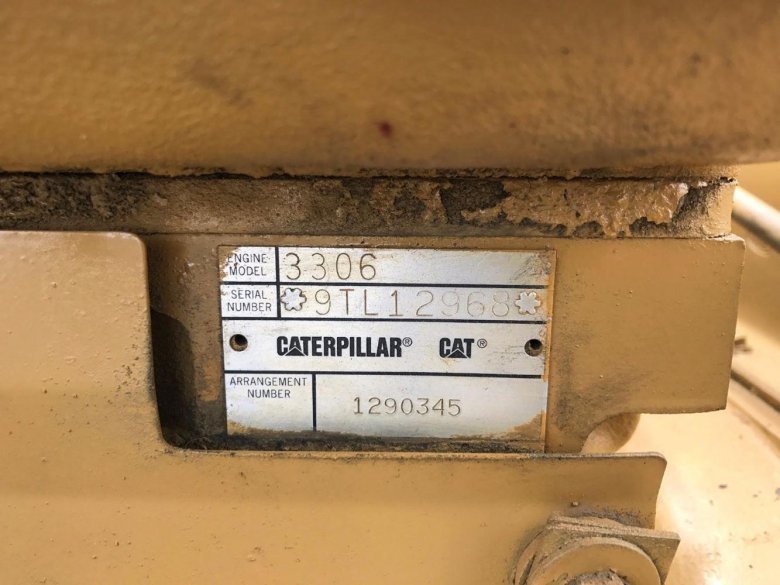 ENGINE MODEL 3306
SERIAL NUMBER 9TL12968
CATERPILLAR® CAT®
ARRANGEMENT NUMBER 1290345